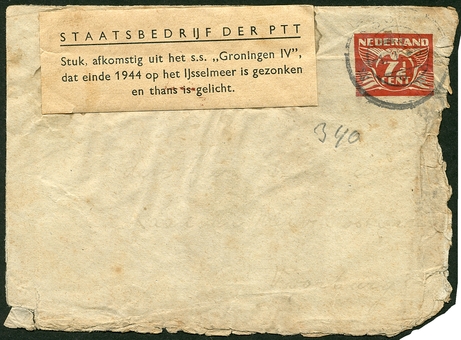 STAATSBEDRIJF DER PTT
Stuk, afkomstig uit het s.s. „Groningen IV”,
dat einde 1944 op het IJsselmeer is gezonken
en thans is gelicht.
NEDERLAND
7½
CENT
340